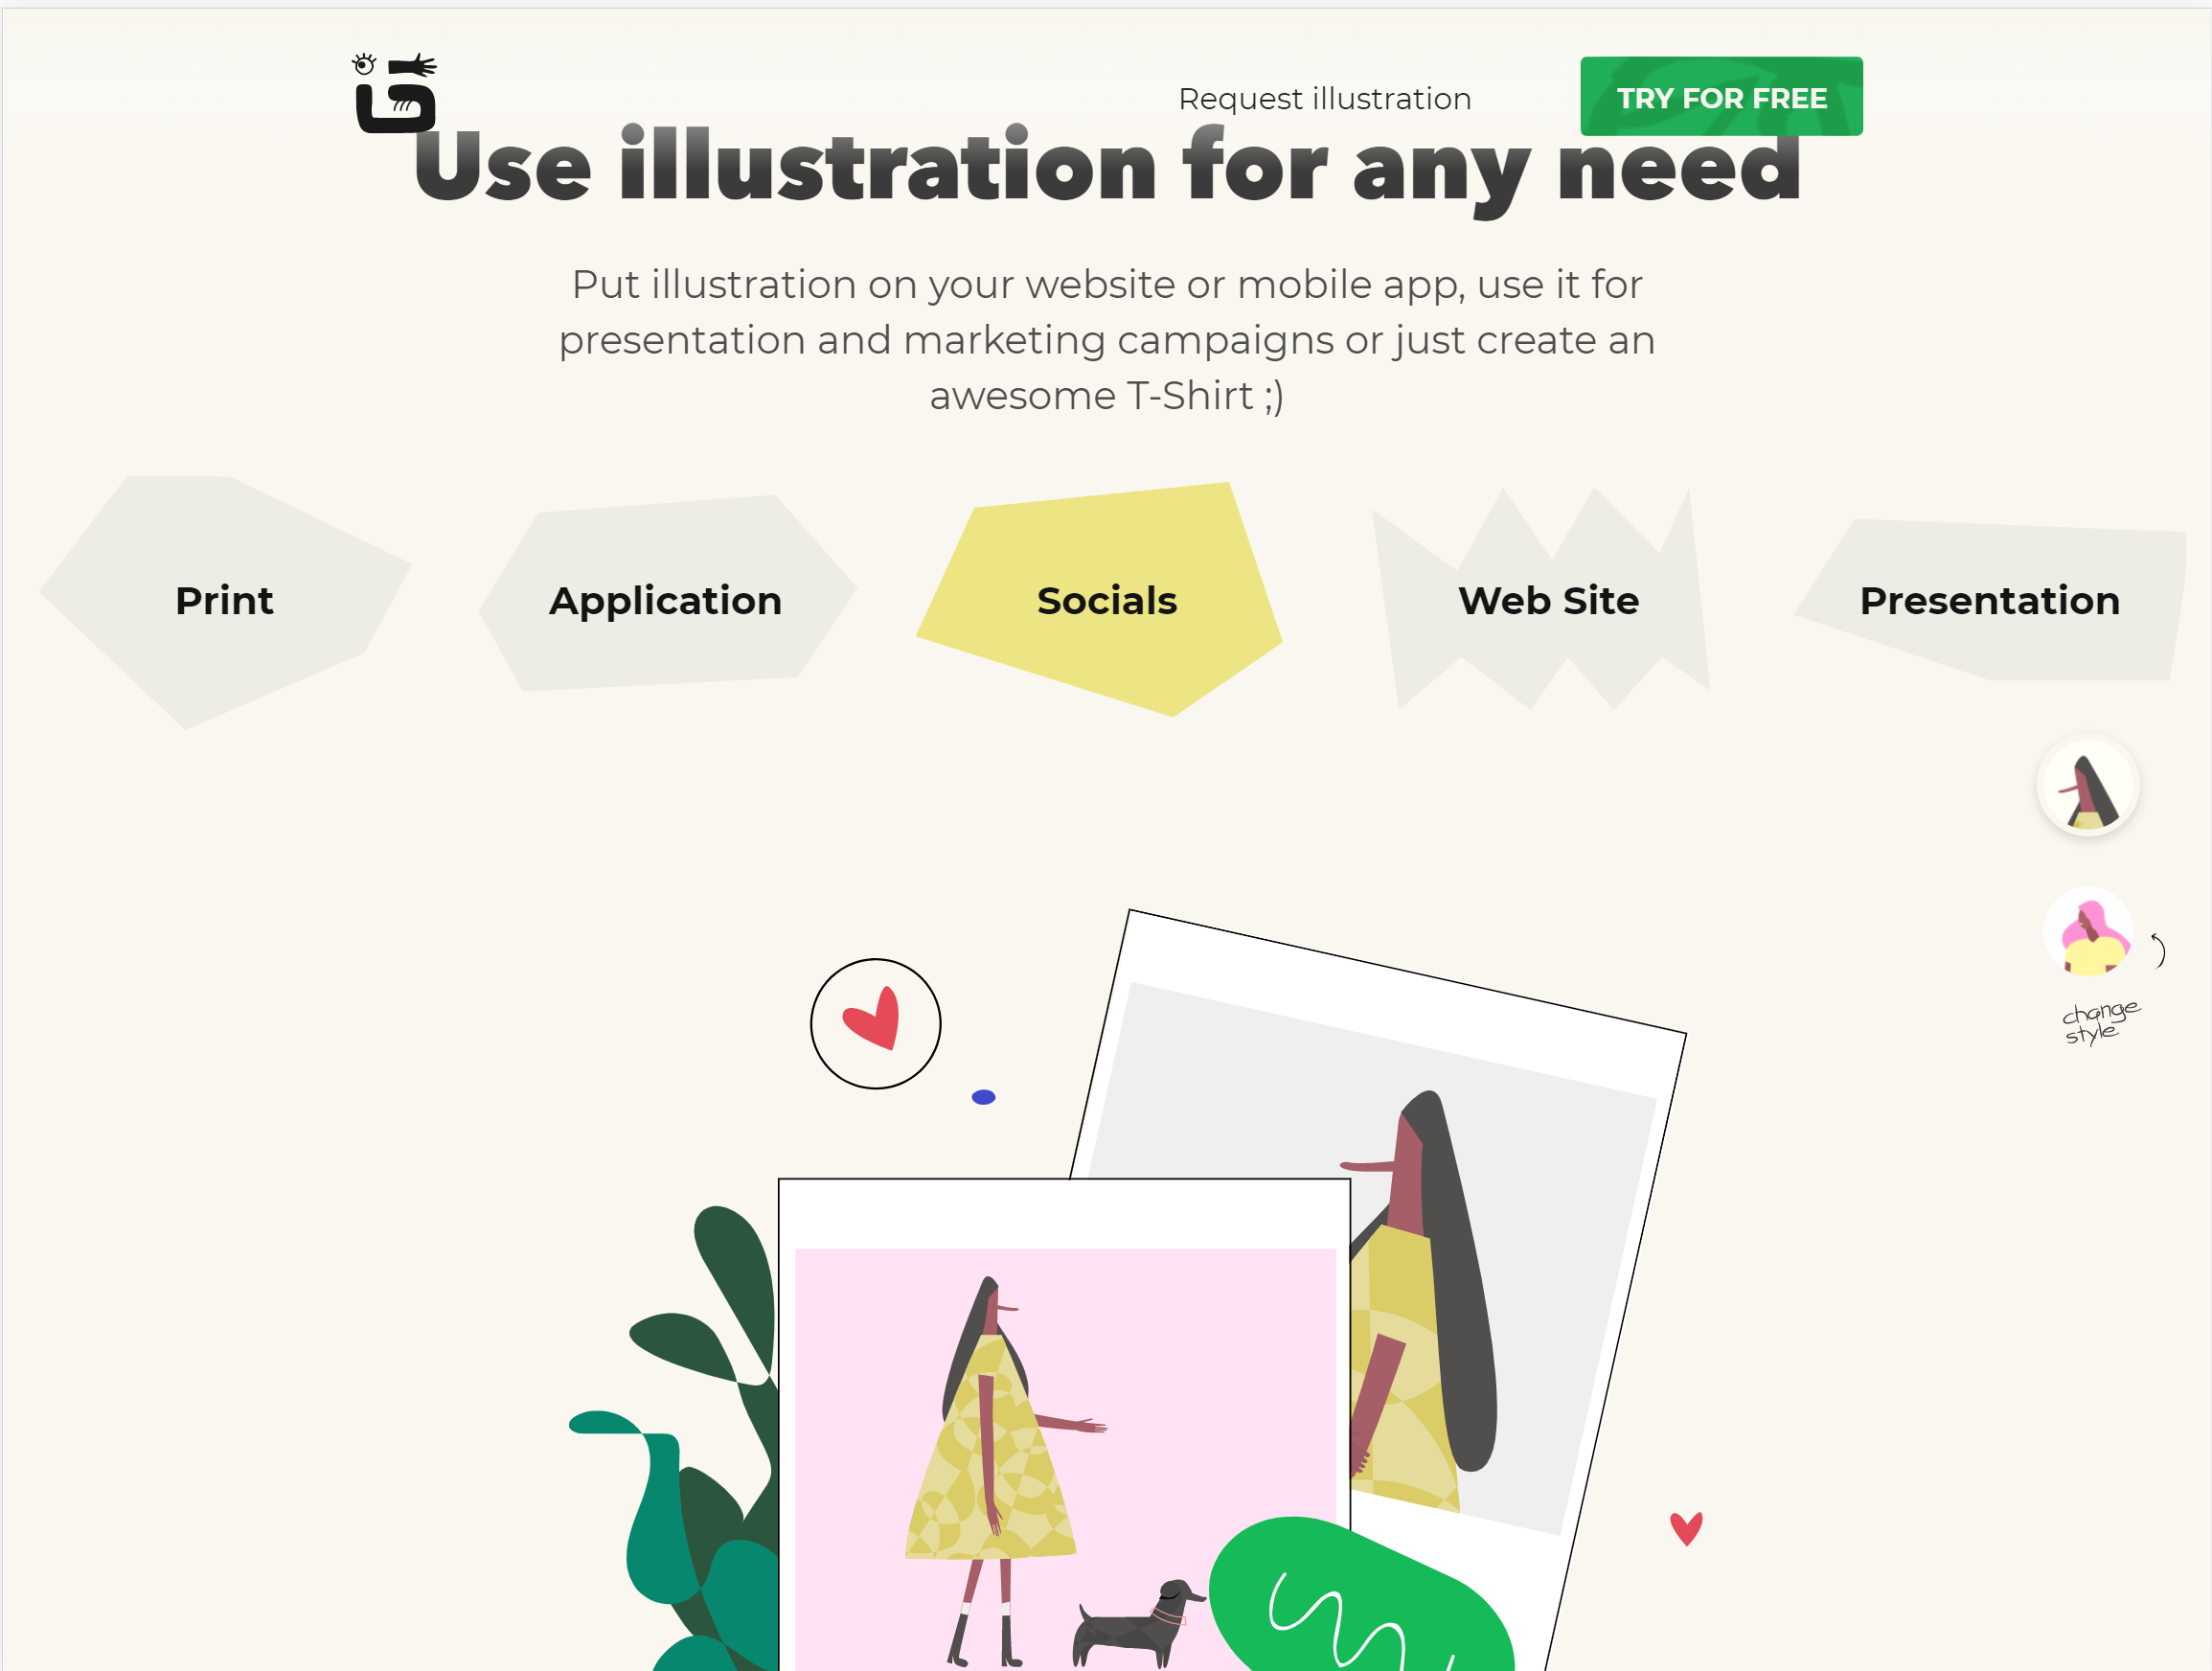 Request illustration
TRY FOR FREE
Use illustration for any need
Put illustration on your website or mobile app, use it for
presentation and marketing campaigns or just create an
awesome T-Shirt ;)
Print
Application
Socials
Web Site
Presentation
change
style